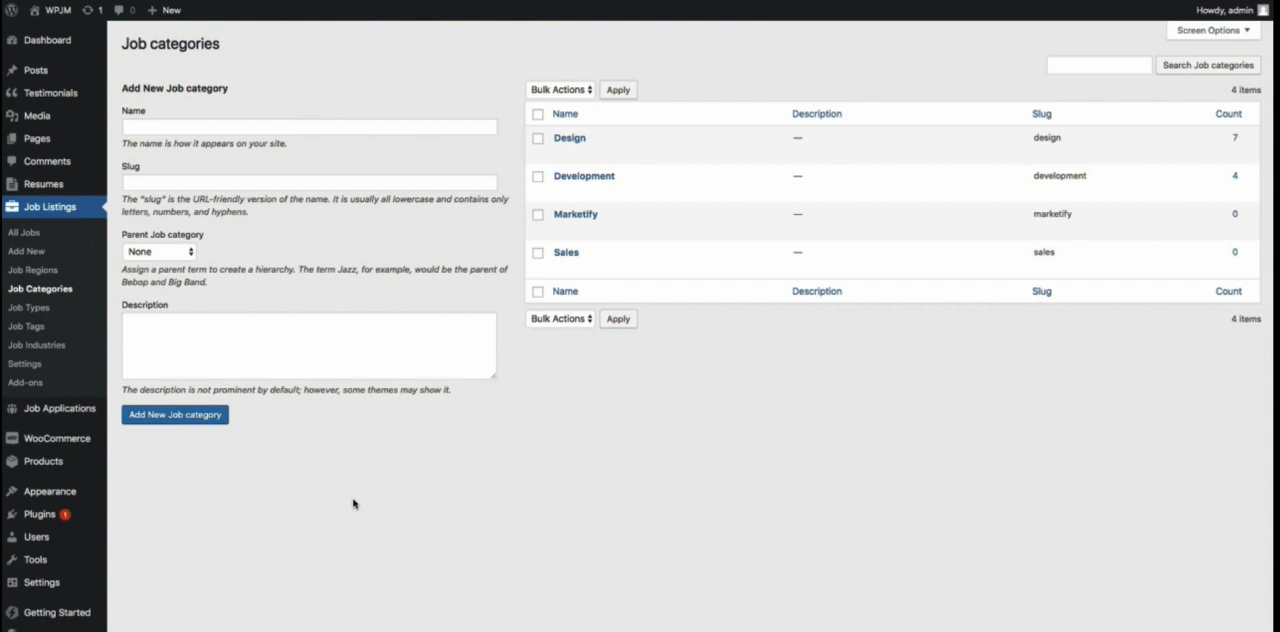 WPJM 1 0 New Howdy, admin
Dashboard
Posts
Testimonials
Media
Pages
Comments
Resumes
Job Listings
All Jobs
Add New
Job Regions
Job Categories
Job Types
Job Tags
Job Industries
Settings
Add-ons
Job Applications
WooCommerce
Products
Appearance
Plugins 1
Users
Tools
Settings
Getting Started
Screen Options
Job categories
Search Job categories
Add New Job category
Name
The name is how it appears on your site.
Slug
The “slug” is the URL-friendly version of the name. It is usually all lowercase and contains only
letters, numbers, and hyphens.
Parent Job category
None
Assign a parent term to create a hierarchy. The term Jazz, for example, would be the parent of
Bebop and Big Band.
Description
The description is not prominent by default; however, some themes may show it.
Add New Job category
Bulk Actions Apply 4 items
Name Description Slug Count
Design — design 7
Development — development 4
Marketify — marketify 0
Sales — sales 0
Name Description Slug Count
Bulk Actions Apply 4 items